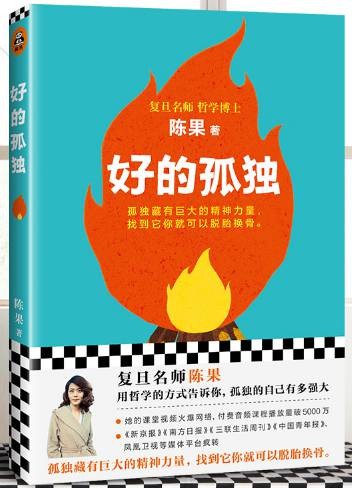 好的孤独
陈果 著
复旦名师 哲学博士
陈果 著
好的孤独
孤独藏有巨大的精神力量，
找到它你就可以脱胎换骨。
复旦名师陈果
用哲学的方式告诉你，孤独的自己有多强大
●她的课堂视频火爆网络，付费音频课程播放量破5000万
●《新京报》《南方日报》《三联生活周刊》《中国青年报》、
凤凰卫视等媒体平台疯转
孤独藏有巨大的精神力量，找到它你就可以脱胎换骨。